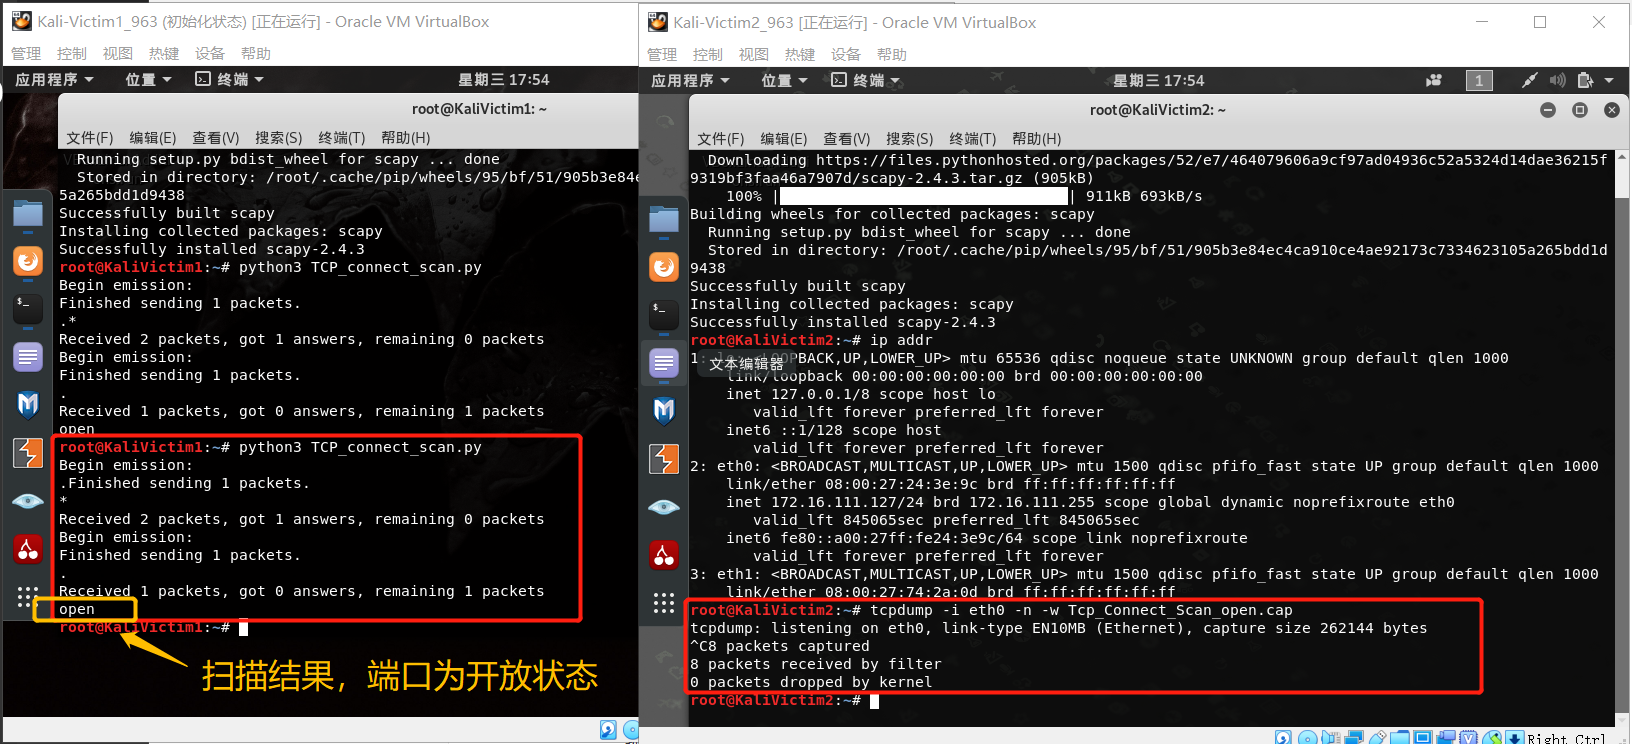 Kali-Victim1_963 (初始化状态) [正在运行] - Oracle VM VirtualBox
管理 控制 视图 热键 设备 帮助
应用程序 位置 终端 星期三 17:54
root@KaliVictim1: ~
文件(F) 编辑(E) 查看(V) 搜索(S) 终端(T) 帮助(H)
Running setup.py bdist_wheel for scapy ... done
Stored in directory: /root/.cache/pip/wheels/95/bf/51/905b3e84e
5a265bdd1d9438
Successfully built scapy
Installing collected packages: scapy
Successfully installed scapy-2.4.3
root@KaliVictim1:~# python3 TCP_connect_scan.py
Begin emission:
Finished sending 1 packets.
.*
Received 2 packets, got 1 answers, remaining 0 packets
Begin emission:
Finished sending 1 packets.
.
Received 1 packets, got 0 answers, remaining 1 packets
open
root@KaliVictim1:~# python3 TCP_connect_scan.py
Begin emission:
.Finished sending 1 packets.
*
Received 2 packets, got 1 answers, remaining 0 packets
Begin emission:
Finished sending 1 packets.
.
Received 1 packets, got 0 answers, remaining 1 packets
open
root@KaliVictim1:~#
扫描结果，端口为开放状态
Kali-Victim2_963 [正在运行] - Oracle VM VirtualBox
管理 控制 视图 热键 设备 帮助
应用程序 位置 终端 星期三 17:54 1
root@KaliVictim2: ~
文件(F) 编辑(E) 查看(V) 搜索(S) 终端(T) 帮助(H)
Downloading https://files.pythonhosted.org/packages/52/e7/464079606a9cf97ad04936c52a5324d14dae36215f
9319bf3faa46a7907d/scapy-2.4.3.tar.gz (905kB)
100% | | 911kB 693kB/s
Building wheels for collected packages: scapy
Running setup.py bdist_wheel for scapy ... done
Stored in directory: /root/.cache/pip/wheels/95/bf/51/905b3e84ec4ca910ce4ae92173c7334623105a265bdd1d
9438
Successfully built scapy
Installing collected packages: scapy
Successfully installed scapy-2.4.3
root@KaliVictim2:~# ip addr
1: lo: <LOOPBACK,UP,LOWER_UP> mtu 65536 qdisc noqueue state UNKNOWN group default qlen 1000
文本编辑器
link/loopback 00:00:00:00:00:00 brd 00:00:00:00:00:00
inet 127.0.0.1/8 scope host lo
valid_lft forever preferred_lft forever
inet6 ::1/128 scope host
valid_lft forever preferred_lft forever
2: eth0: <BROADCAST,MULTICAST,UP,LOWER_UP> mtu 1500 qdisc pfifo_fast state UP group default qlen 1000
link/ether 08:00:27:24:3e:9c brd ff:ff:ff:ff:ff:ff
inet 172.16.111.127/24 brd 172.16.111.255 scope global dynamic noprefixroute eth0
valid_lft 845065sec preferred_lft 845065sec
inet6 fe80::a00:27ff:fe24:3e9c/64 scope link noprefixroute
valid_lft forever preferred_lft forever
3: eth1: <BROADCAST,MULTICAST,UP,LOWER_UP> mtu 1500 qdisc pfifo_fast state UP group default qlen 1000
link/ether 08:00:27:74:2a:0d brd ff:ff:ff:ff:ff:ff
root@KaliVictim2:~# tcpdump -i eth0 -n -w Tcp_Connect_Scan_open.cap
tcpdump: listening on eth0, link-type EN10MB (Ethernet), capture size 262144 bytes
^C8 packets captured
8 packets received by filter
0 packets dropped by kernel
root@KaliVictim2:~#
Right Ctrl